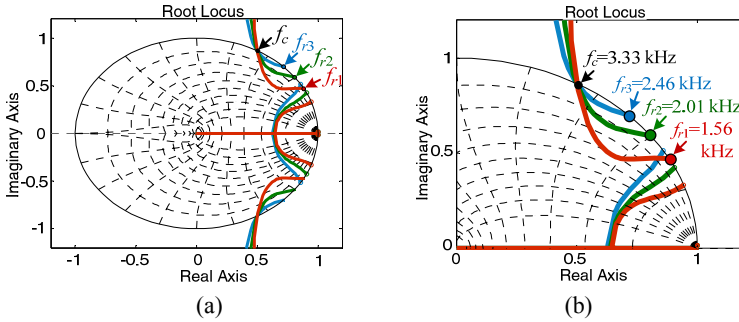 Root Locus
Imaginary Axis
1
0.5
0
-0.5
-1
-1
-0.5
0
0.5
1
Real Axis
fc
fr3
fr2
fr1
(a)
Root Locus
Imaginary Axis
1
0.5
0
0
0.5
1
Real Axis
fc=3.33 kHz
fr3=2.46 kHz
fr2=2.01 kHz
fr1=1.56
kHz
(b)